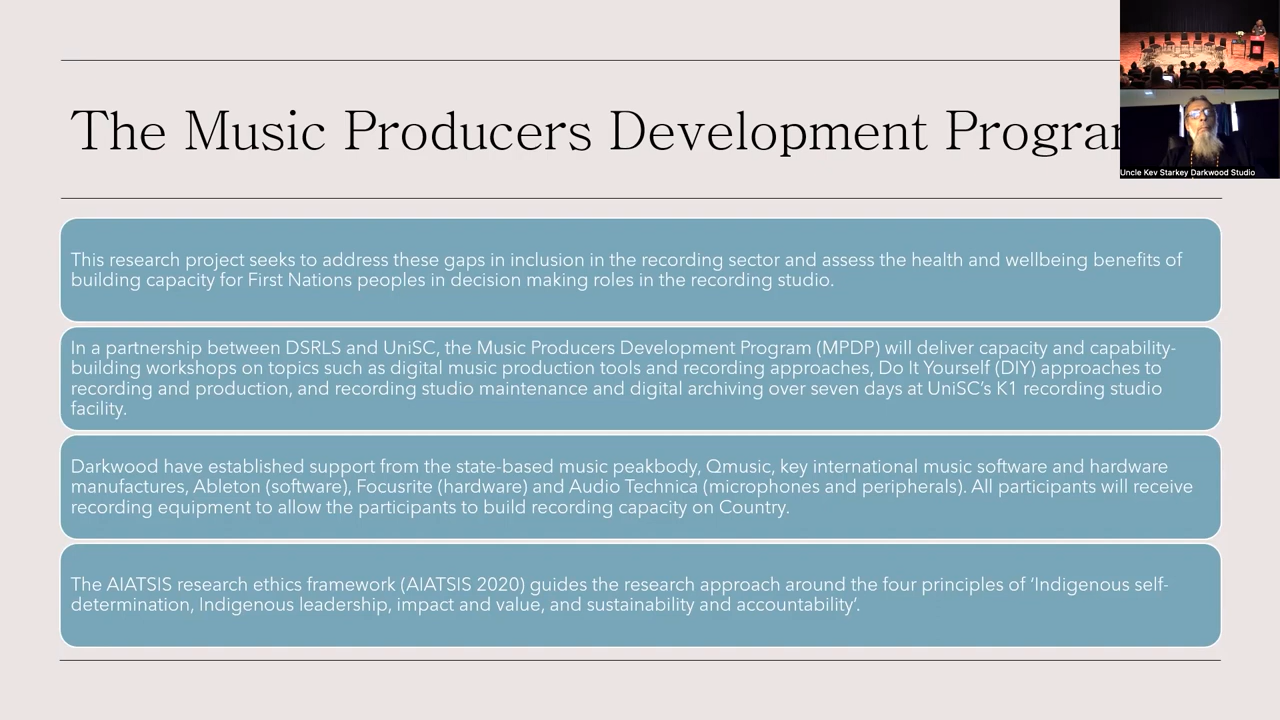 The Music Producers Development Progra
Uncle Kev Starkey Darkwood Studio
This research project seeks to address these gaps in inclusion in the recording sector and assess the health and wellbeing benefits of
building capacity for First Nations peoples in decision making roles in the recording studio.
In a partnership between DSRLS and UniSC, the Music Producers Development Program (MPDP) will deliver capacity and capability-
building workshops on topics such as digital music production tools and recording approaches, Do It Yourself (DIY) approaches to
recording and production, and recording studio maintenance and digital archiving over seven days at UniSC’s K1 recording studio
facility.
Darkwood have established support from the state-based music peakbody, Qmusic, key international music software and hardware
manufactures, Ableton (software), Focusrite (hardware) and Audio Technica (microphones and peripherals). All participants will receive
recording equipment to allow the participants to build recording capacity on Country.
The AIATSIS research ethics framework (AIATSIS 2020) guides the research approach around the four principles of ‘Indigenous self-
determination, Indigenous leadership, impact and value, and sustainability and accountability’.